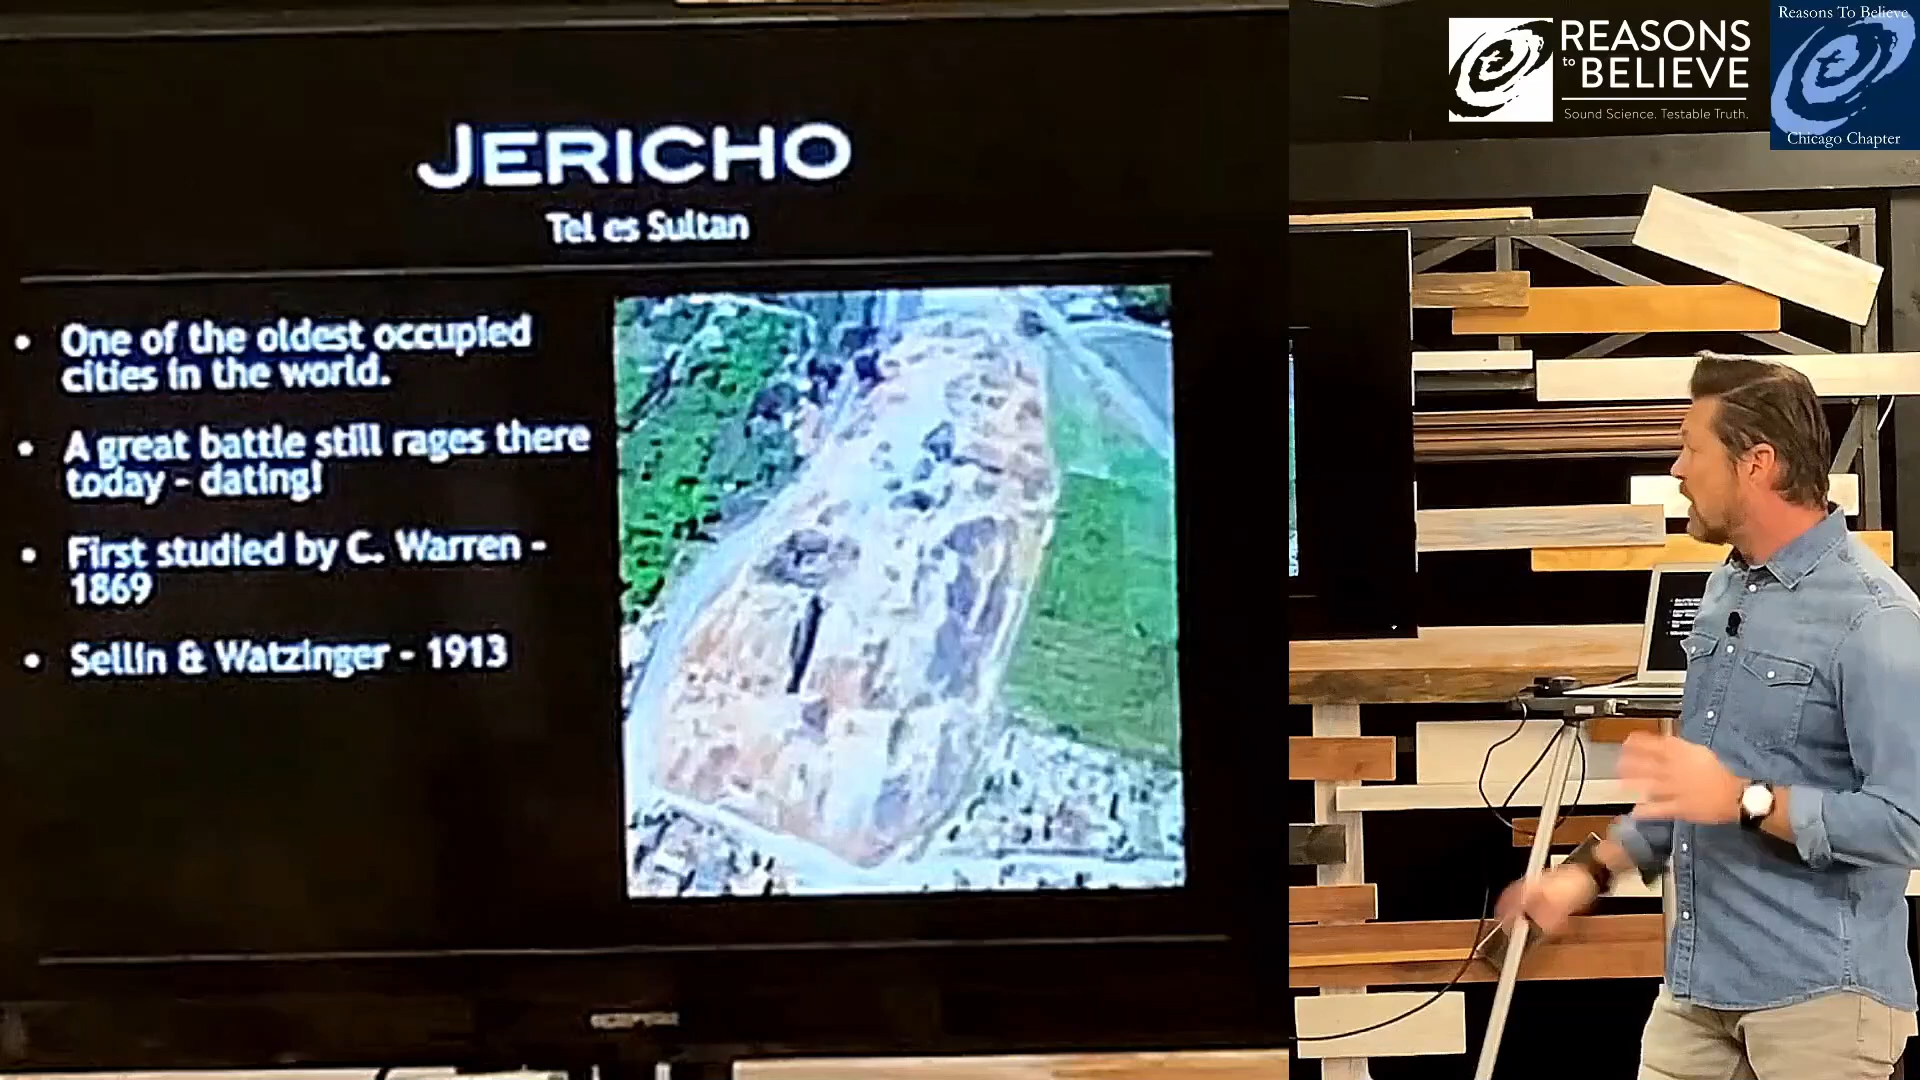 JERICHO
Tel es Sultan
• One of the oldest occupied
cities in the world.
• A great battle still rages there
today - dating!
• First studied by C. Warren -
1869
• Sellin & Watzinger - 1913
REASONS
to BELIEVE
Sound Science. Testable Truth.
Reasons To Believe
Chicago Chapter